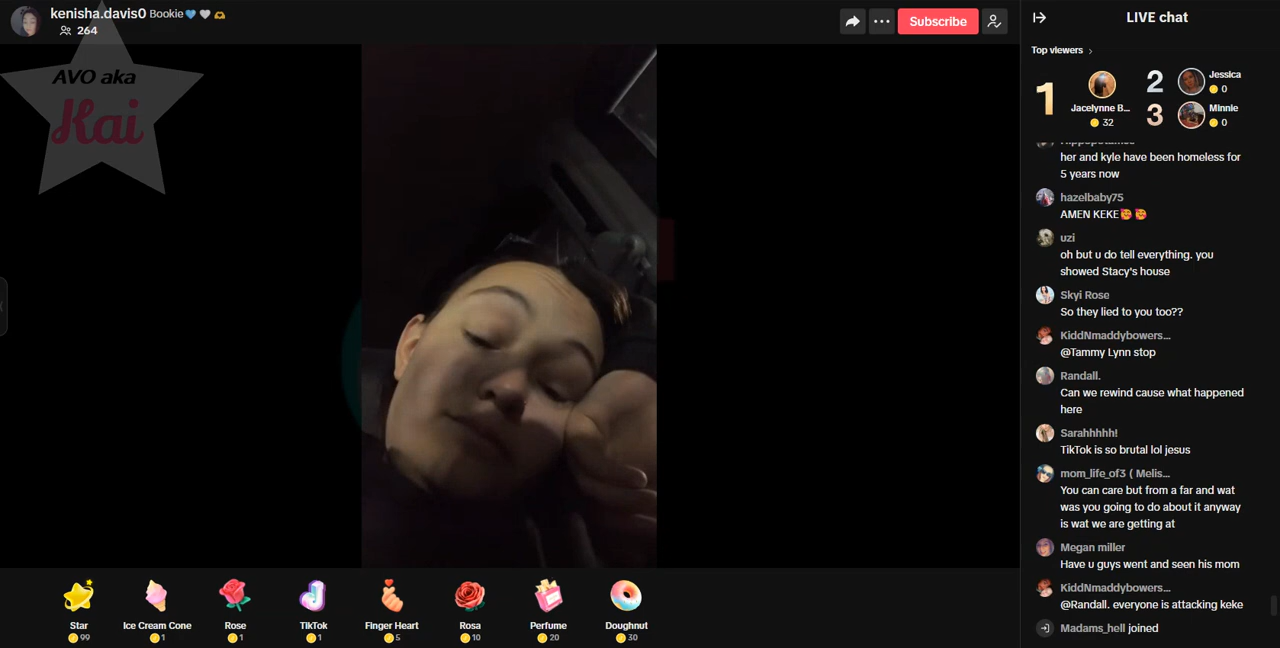 kenisha.davis0 Bookie💙🤍🫶
264
Subscribe
AVO aka
Kai
LIVE chat
Top viewers
1
Jacelynne B...
32
2
Jessica
0
3
Minnie
0
her and kyle have been homeless for
5 years now
hazelbaby75
AMEN KEKE🥰🥰
uzi
oh but u do tell everything. you
showed Stacy's house
Skyi Rose
So they lied to you too??
KiddNmaddybowers...
@Tammy Lynn stop
Randall.
Can we rewind cause what happened
here
Sarahhhhh!
TikTok is so brutal lol jesus
mom_life_of3 ( Melis...
You can care but from a far and wat
was you going to do about it anyway
is wat we are getting at
Megan miller
Have u guys went and seen his mom
KiddNmaddybowers...
@Randall. everyone is attacking keke
Madams_hell joined
Star
99
Ice Cream Cone
1
Rose
1
TikTok
1
Finger Heart
5
Rosa
10
Perfume
20
Doughnut
30